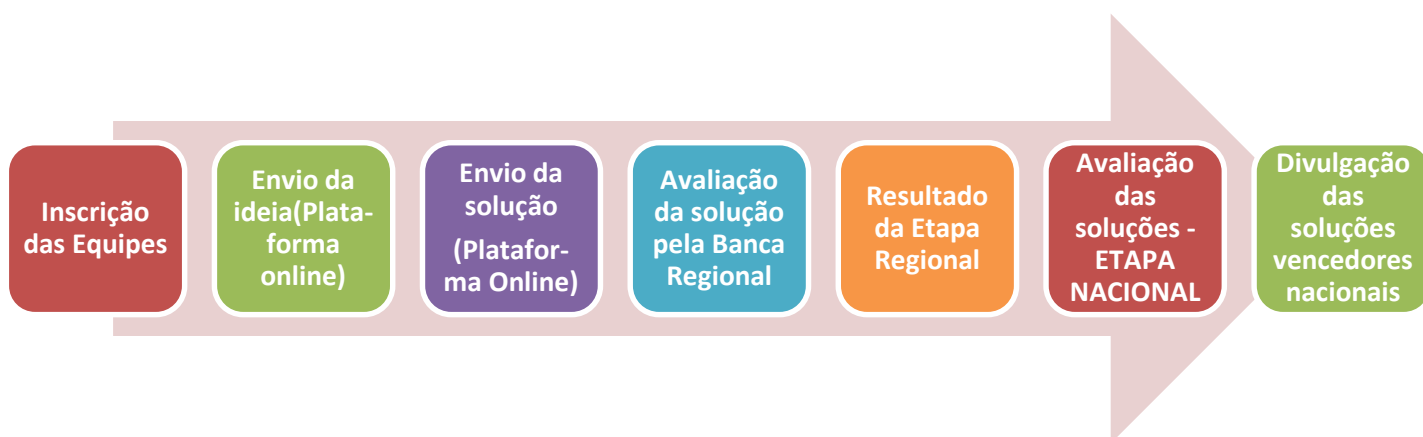 Inscrição
das Equipes
Envio da
ideia(Plata-
forma
online)
Envio da
solução
(Platafor-
ma Online)
Avaliação
da solução
pela Banca
Regional
Resultado
da Etapa
Regional
Avaliação
das
soluções -
ETAPA
NACIONAL
Divulgação
das
soluções
vencedores
nacionais